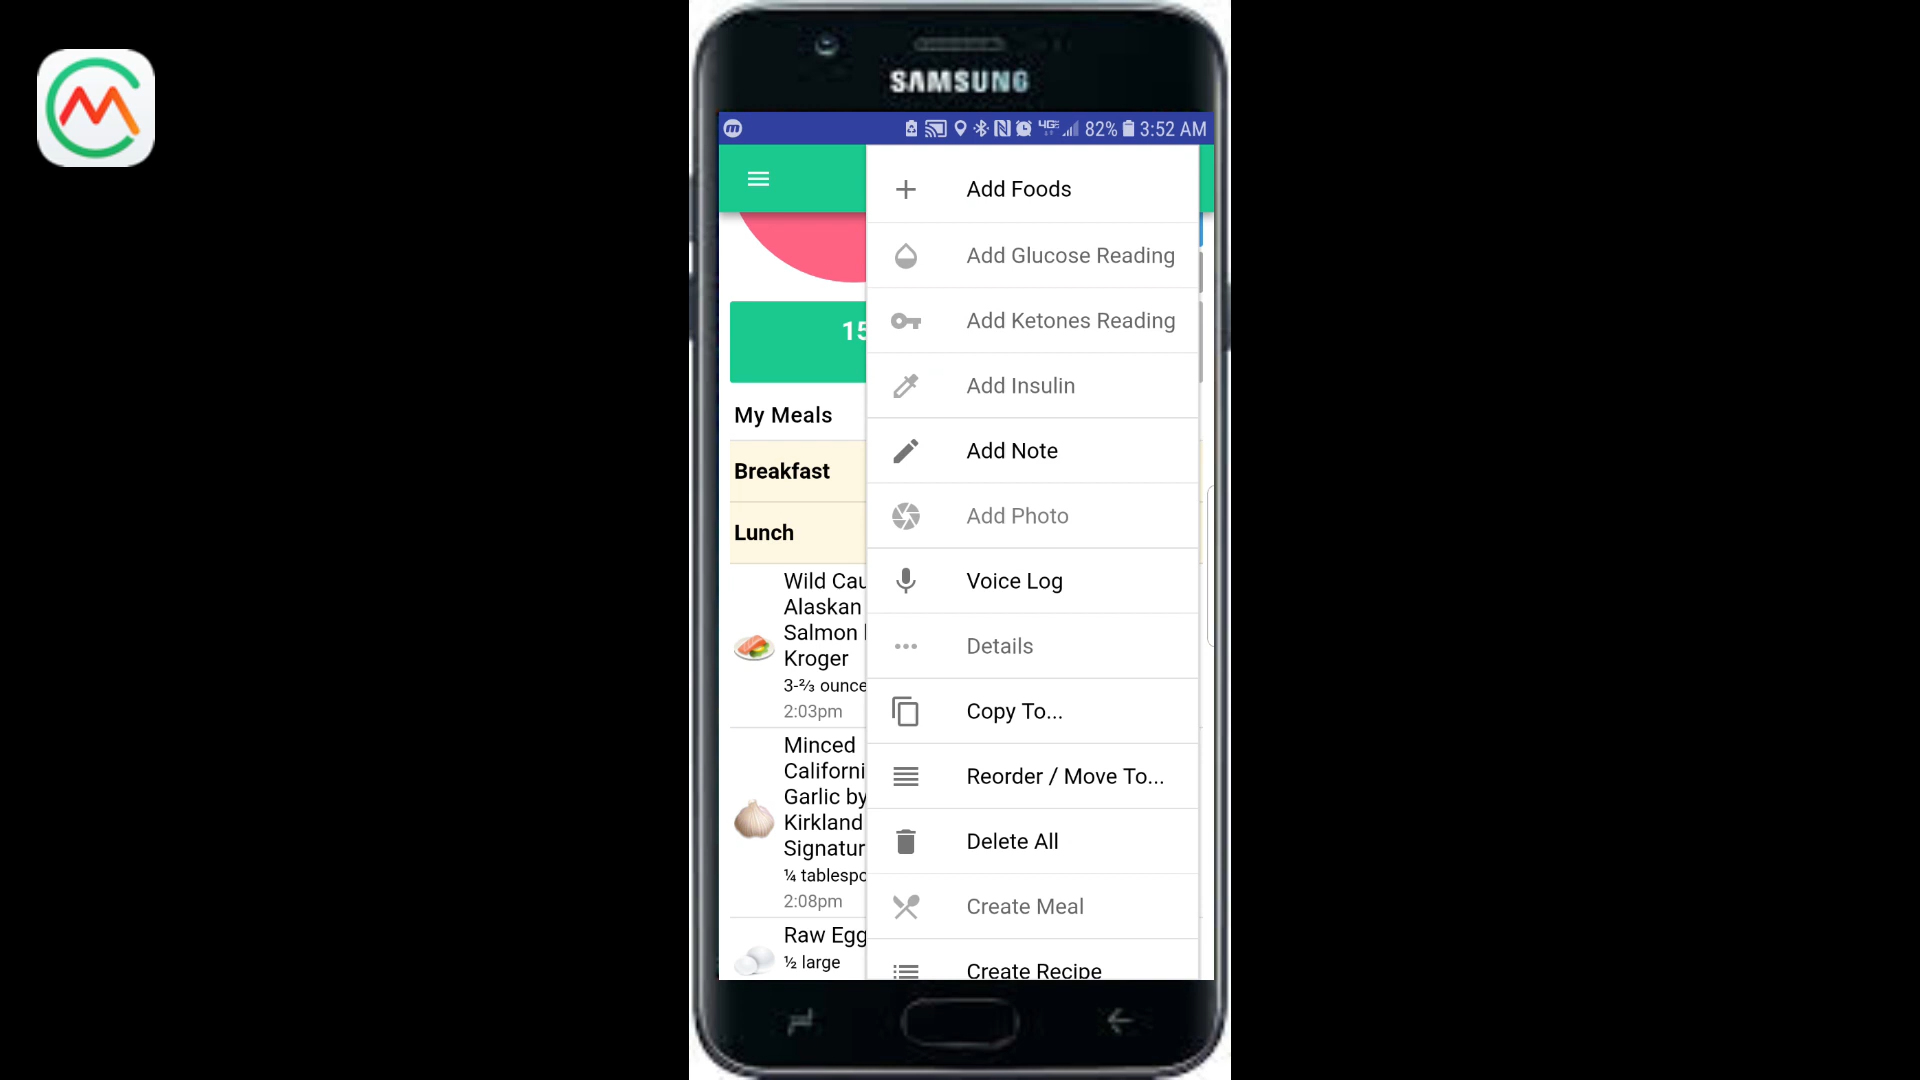 SAMSUNG
82% 3:52 AM
Add Foods
Add Glucose Reading
Add Ketones Reading
15
Add Insulin
My Meals
Add Note
Breakfast
Add Photo
Lunch
Voice Log
Wild Cau
Alaskan
Salmon
Kroger
3-⅔ ounce
2:03pm
Details
Copy To...
Minced
Californi
Garlic by
Kirkland
Signatur
¼ tablespo
2:08pm
Reorder / Move To...
Delete All
Create Meal
Raw Egg
½ large
Create Recipe